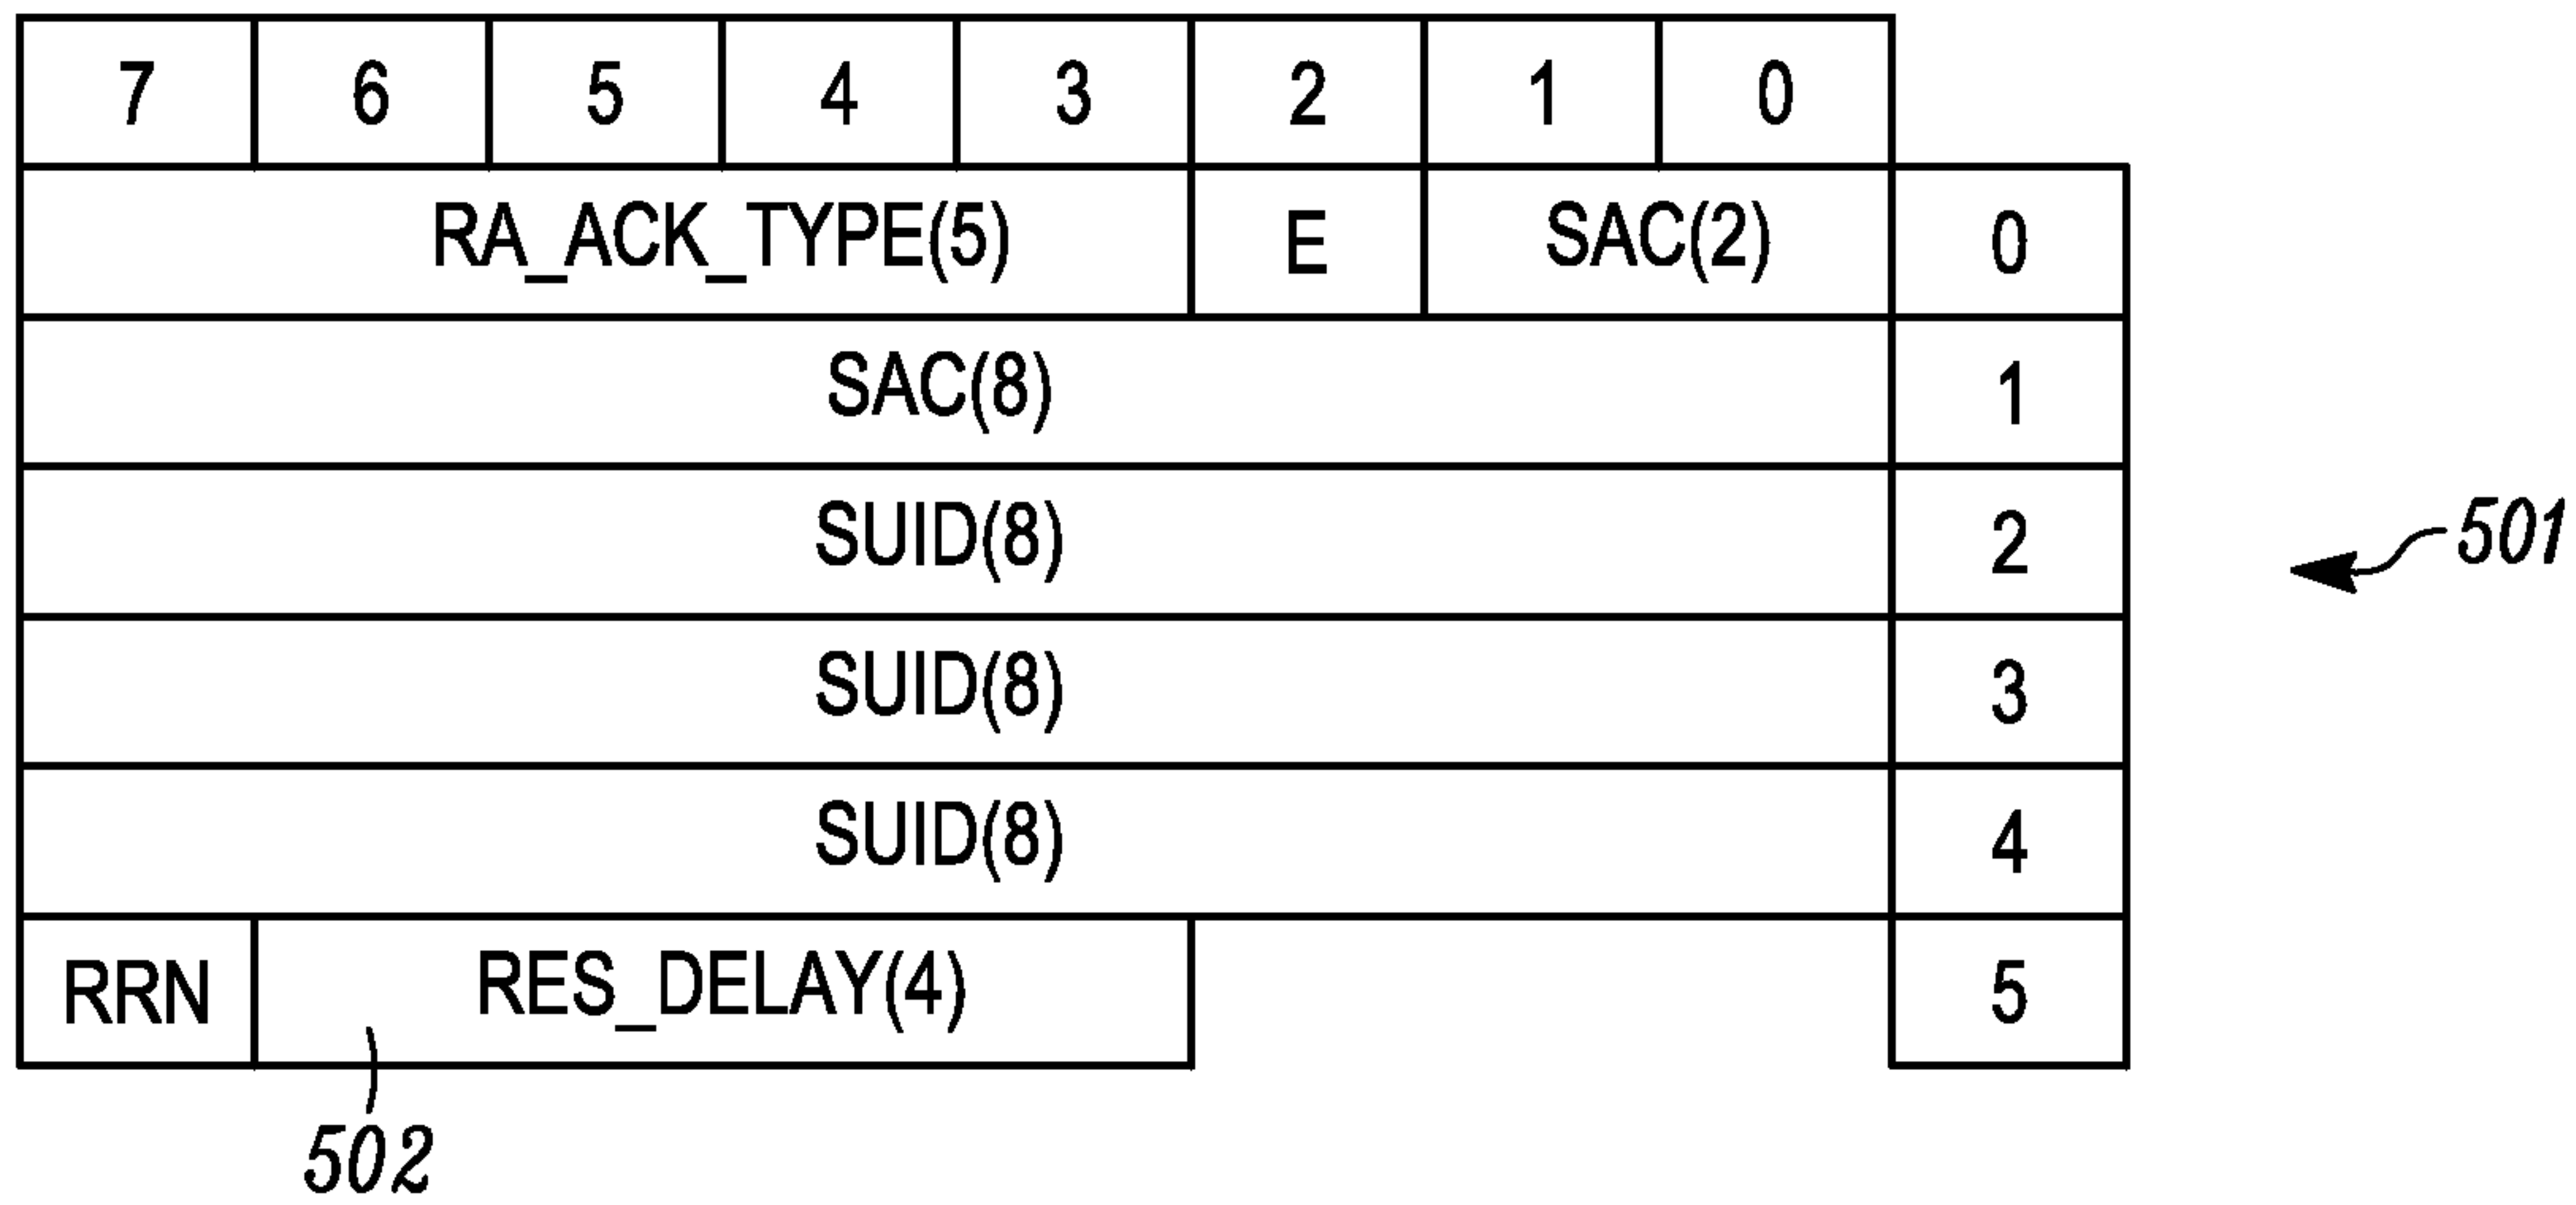 7 6 5 4 3 2 1 0
RA_ACK_TYPE(5) E SAC(2) 0
SAC(8) 1
SUID(8) 2
501
SUID(8) 3
SUID(8) 4
RRN RES_DELAY(4) 5
502